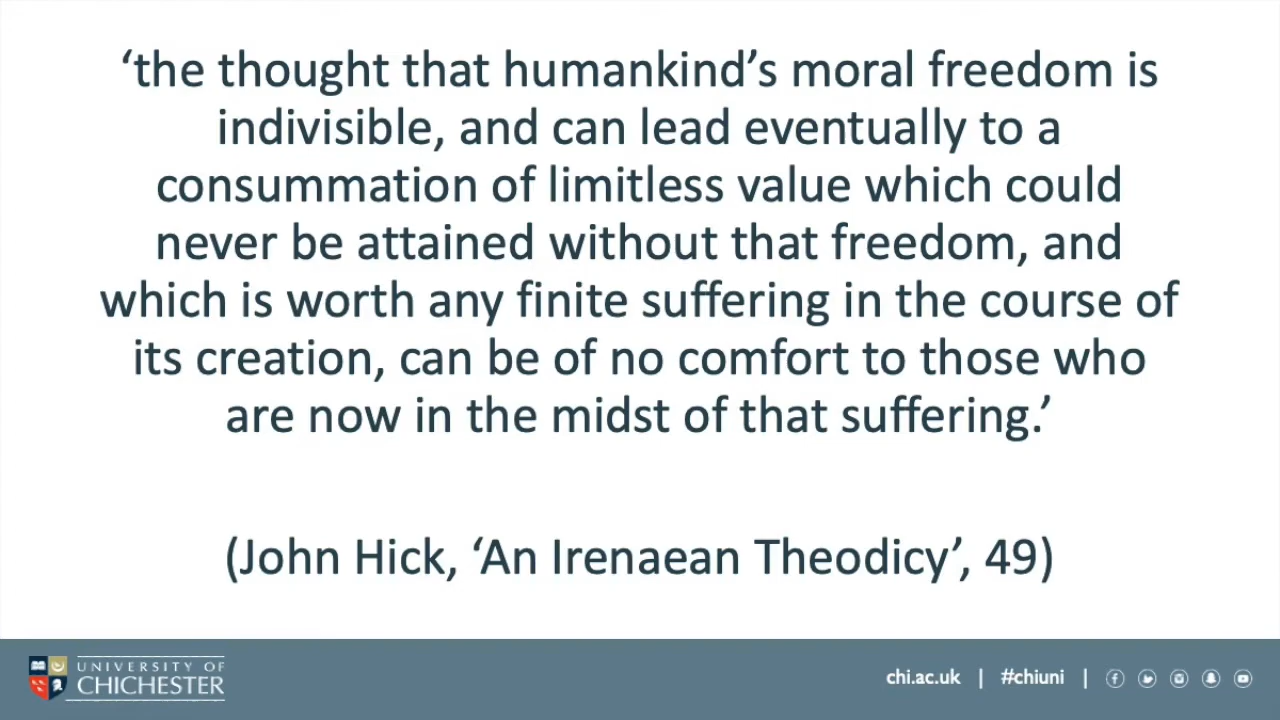 ‘the thought that humankind’s moral freedom is
indivisible, and can lead eventually to a
consummation of limitless value which could
never be attained without that freedom, and
which is worth any finite suffering in the course of
its creation, can be of no comfort to those who
are now in the midst of that suffering.’
(John Hick, ‘An Irenaean Theodicy’, 49)
UNIVERSITY OF
CHICHESTER
chi.ac.uk | #chiuni |